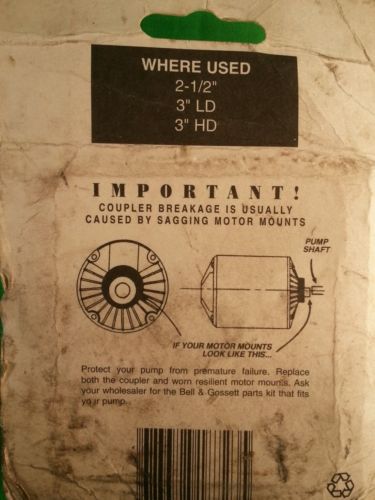 WHERE USED
2-1/2"
3" LD
3" HD
IMPORTANT!
COUPLER BREAKAGE IS USUALLY
CAUSED BY SAGGING MOTOR MOUNTS
PUMP
SHAFT
IF YOUR MOTOR MOUNTS
LOOK LIKE THIS...
Protect your pump from premature failure. Replace
both the coupler and worn resilient motor mounts. Ask
your wholesaler for the Bell & Gossett parts kit that fits
your pump.